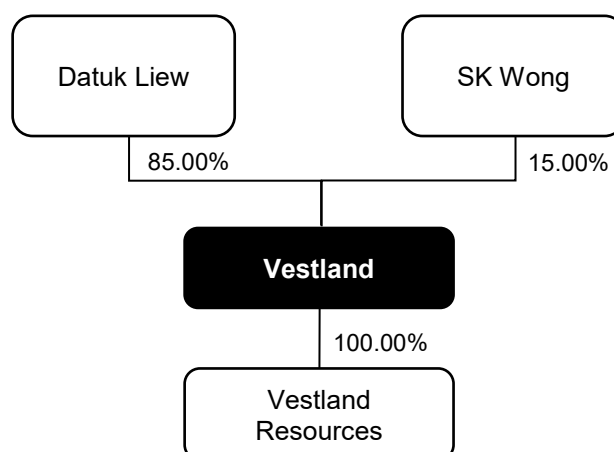 Datuk Liew
SK Wong
85.00%
15.00%
Vestland
100.00%
Vestland
Resources